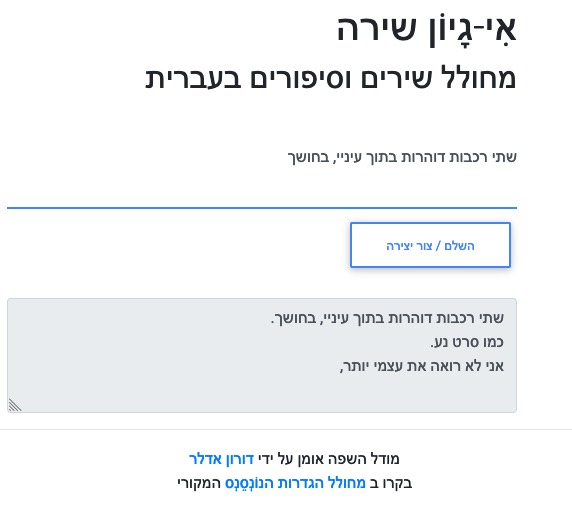 אִי-גָיוֹן שירה
מחולל שירים וסיפורים בעברית
שתי רכבות דוהרות בתוך עיניי, בחושך
השלם / צור יצירה
שתי רכבות דוהרות בתוך עיניי, בחושך.
כמו סרט נע.
אני לא רואה את עצמי יותר,
מודל השפה אומן על ידי דורון אדלר
בקרו ב מחולל הגדרות הנוֹנְסֶנְס המקורי